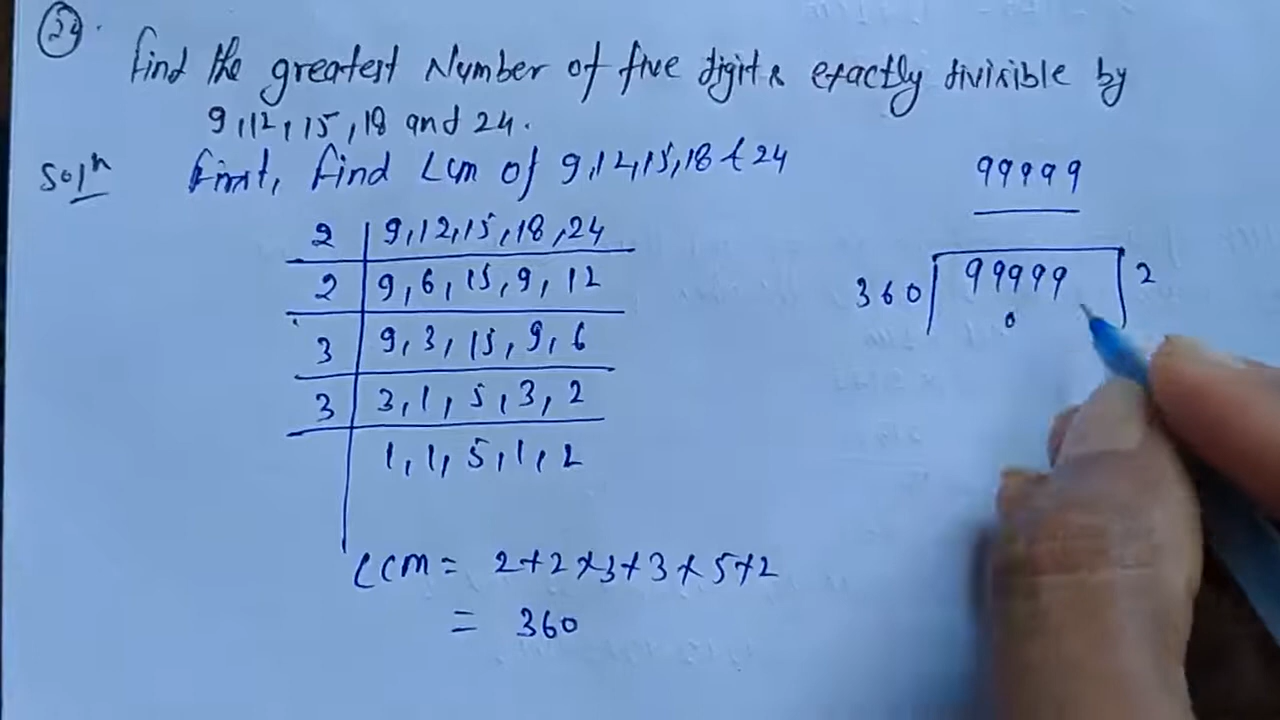 24.
Find the greatest Number of five digits exactly divisible by
9,12,15,18 and 24.
Soln First, find Lcm of 9,12,15,18 & 24
2 | 9,12,15,18,24
2 | 9,6,15,9,12
3 | 9,3,15,9,6
3 | 3,1,5,3,2
1,1,5,1,2
LCM = 2×2×3×3×5×2
= 360
99999
360 | 99999 | 2
0